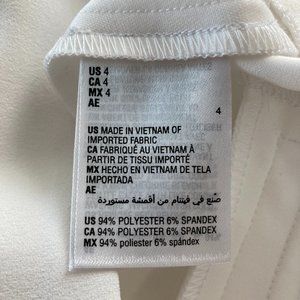 US 4
CA 4
MX 4
AE
4
US MADE IN VIETNAM OF
IMPORTED FABRIC
CA FABRIQUÉ AU VIETNAM À
PARTIR DE TISSU IMPORTÉ
MX HECHO EN VIETNAM DE TELA
IMPORTADA
AE
صُنع في فيتنام من أقمشة مستوردة
US 94% POLYESTER 6% SPANDEX
CA 94% POLYESTER 6% SPANDEX
MX 94% poliester 6% spándex